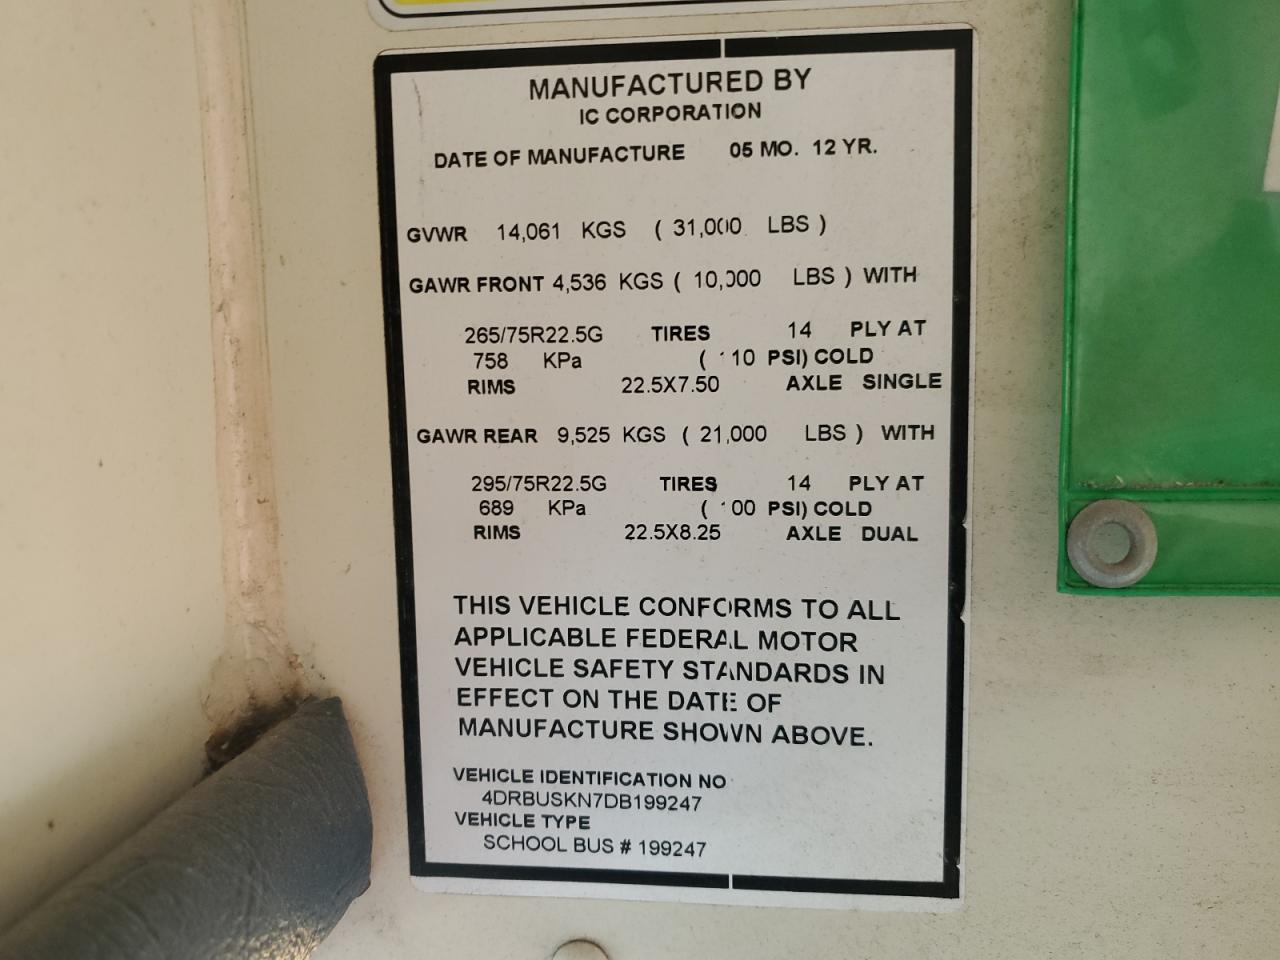 MANUFACTURED BY
IC CORPORATION
DATE OF MANUFACTURE 05 MO. 12 YR.
GVWR 14,061 KGS ( 31,000 LBS )
GAWR FRONT 4,536 KGS ( 10,000 LBS ) WITH
265/75R22.5G TIRES 14 PLY AT
758 KPa ( 110 PSI) COLD
RIMS 22.5X7.50 AXLE SINGLE
GAWR REAR 9,525 KGS ( 21,000 LBS ) WITH
295/75R22.5G TIRES 14 PLY AT
689 KPa ( 100 PSI) COLD
RIMS 22.5X8.25 AXLE DUAL
THIS VEHICLE CONFORMS TO ALL
APPLICABLE FEDERAL MOTOR
VEHICLE SAFETY STANDARDS IN
EFFECT ON THE DATE OF
MANUFACTURE SHOWN ABOVE.
VEHICLE IDENTIFICATION NO
4DRBUSKN7DB199247
VEHICLE TYPE
SCHOOL BUS # 199247